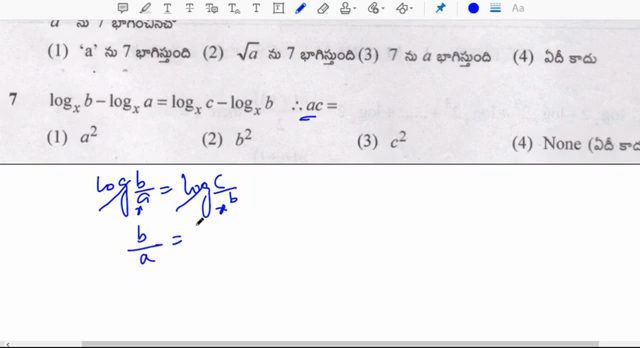 a ను 7 భాగించినచో
(1) 'a' ను 7 భాగిస్తుంది (2) √a ను 7 భాగిస్తుంది (3) 7 ను a భాగిస్తుంది (4) ఏదీ కాదు
7 logₓ b − logₓ a = logₓ c − logₓ b ∴ ac =
(1) a² (2) b² (3) c² (4) None (ఏదీ కాదు
log b/a = log c/b
x x
b/a =